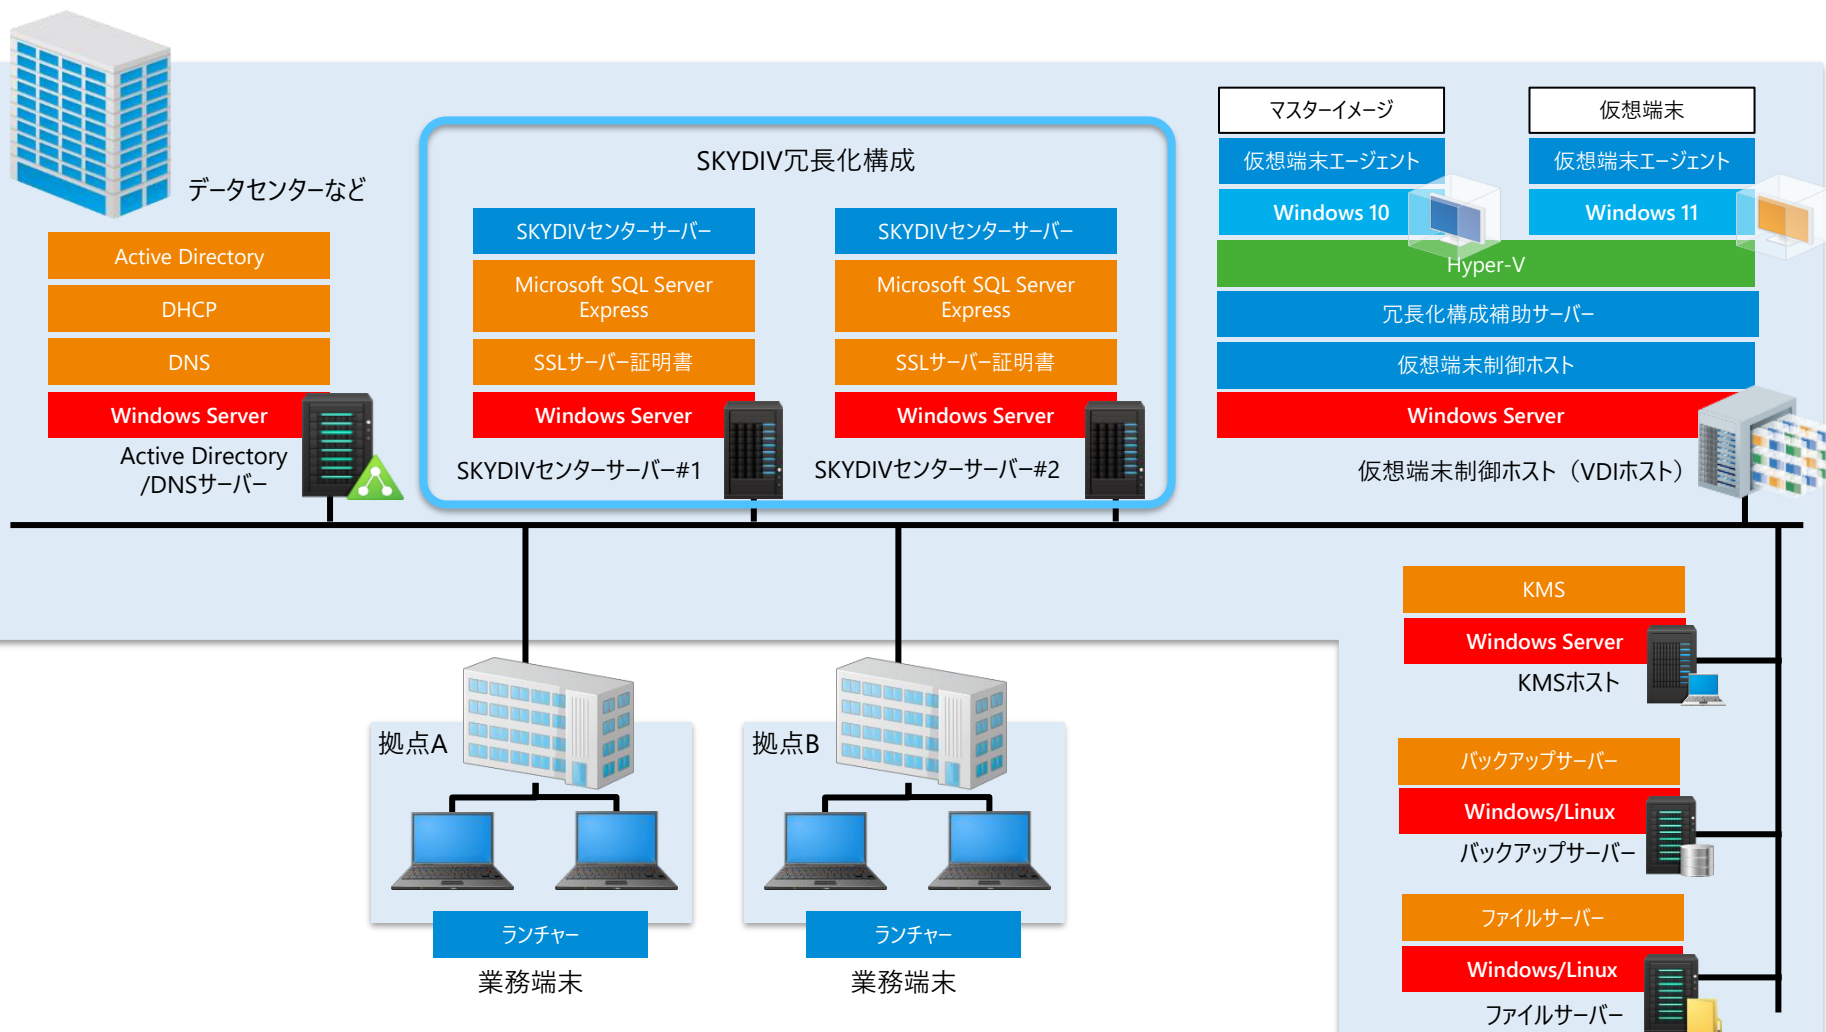 データセンターなど
Active Directory
DHCP
DNS
Windows Server
Active Directory
/DNSサーバー
SKYDIV冗長化構成
SKYDIVセンターサーバー
Microsoft SQL Server
Express
SSLサーバー証明書
Windows Server
SKYDIVセンターサーバー#1
SKYDIVセンターサーバー
Microsoft SQL Server
Express
SSLサーバー証明書
Windows Server
SKYDIVセンターサーバー#2
マスターイメージ
仮想端末エージェント
Windows 10
仮想端末
仮想端末エージェント
Windows 11
Hyper-V
冗長化構成補助サーバー
仮想端末制御ホスト
Windows Server
仮想端末制御ホスト（VDIホスト）
KMS
Windows Server
KMSホスト
バックアップサーバー
Windows/Linux
バックアップサーバー
ファイルサーバー
Windows/Linux
ファイルサーバー
拠点A
ランチャー
業務端末
拠点B
ランチャー
業務端末